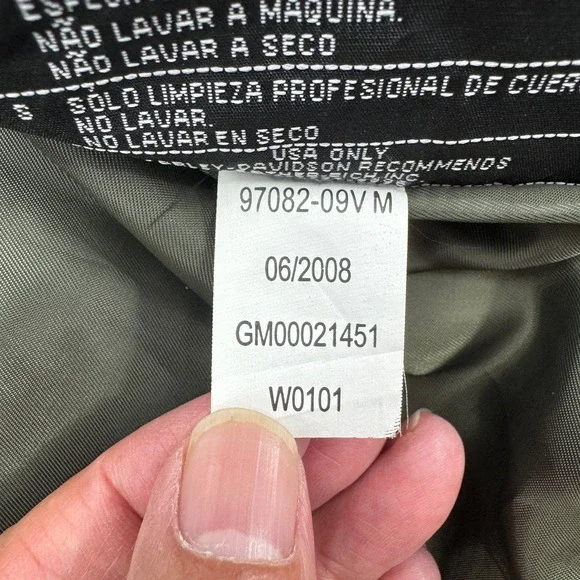 NÃO LAVAR A MAQUINA.
NÃO LAVAR A SECO
S SÓLO LIMPIEZA PROFESIONAL DE CUER
NO LAVAR.
NO LAVAR EN SECO
USA ONLY
RLEY-DAVIDSON RECOMMENDS
97082-09V M
06/2008
GM00021451
W0101